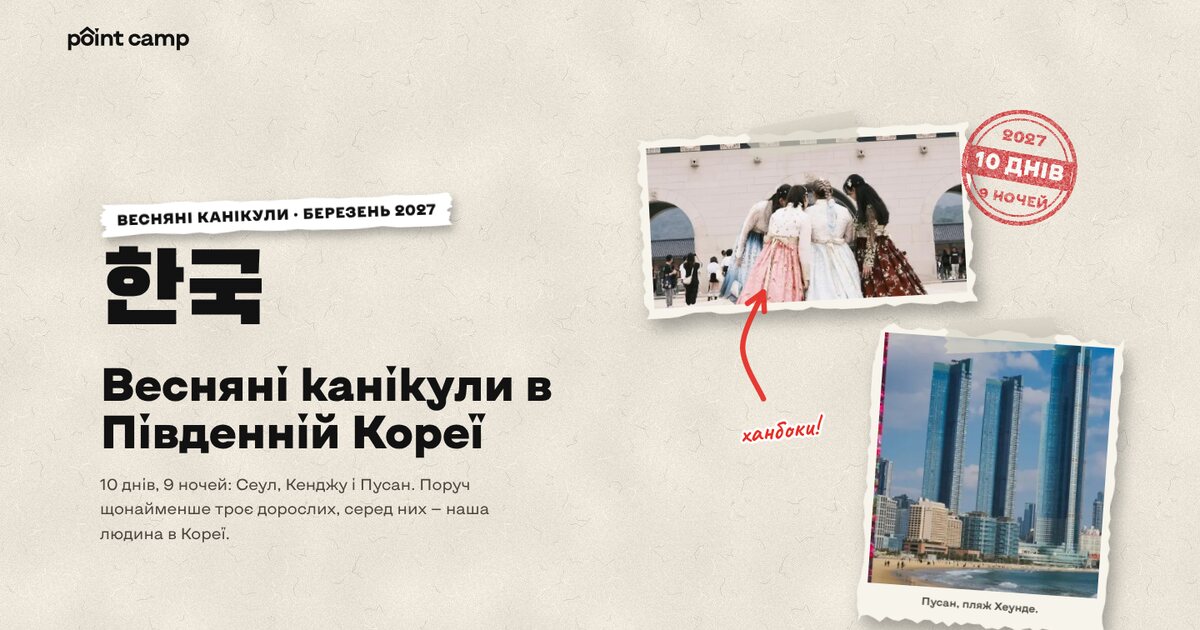 point camp
ВЕСНЯНІ КАНІКУЛИ · БЕРЕЗЕНЬ 2027
한국
Весняні канікули в
Південній Кореї
10 днів, 9 ночей: Сеул, Кенджу і Пусан. Поруч
щонайменше троє дорослих, серед них – наша
людина в Кореї.
2027
10 ДНІВ
9 НОЧЕЙ
ханбоки!
Пусан, пляж Хеунде.